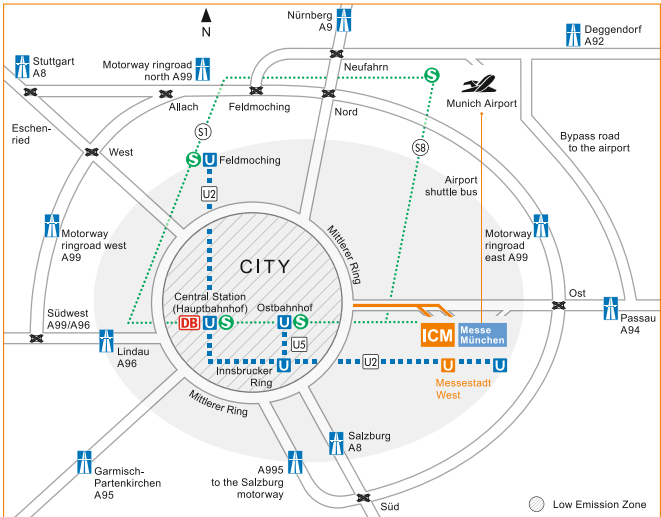 N
Nürnberg
A9
Deggendorf
A92
Stuttgart
A8
Motorway ringroad
north A99
Neufahrn
S
Munich Airport
Allach
Feldmoching
Nord
Eschen-
ried
West
S1
S8
Bypass road
to the airport
S
U
Feldmoching
Airport
shuttle bus
U2
Motorway
ringroad west
A99
Motorway
ringroad
east A99
Mittlerer Ring
CITY
Central Station
(Hauptbahnhof)
Ostbahnhof
Ost
Südwest
A99/A96
DB
U
S
U
S
ICM
Messe
München
Passau
A94
Lindau
A96
U5
Innsbrucker
Ring
U
U2
U
U
Messestadt
West
Mittlerer Ring
Garmisch-
Partenkirchen
A95
A995
to the Salzburg
motorway
Salzburg
A8
Süd
Low Emission Zone